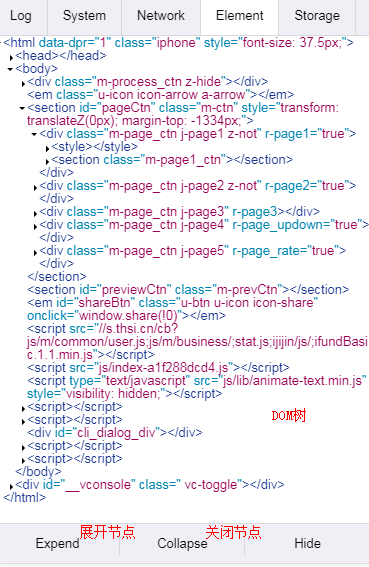 Log System Network Element Storage
<html data-dpr="1" class="iphone" style="font-size: 37.5px;">
<head></head>
<body>
<div class="m-process_ctn z-hide"></div>
<em class="u-icon icon-arrow a-arrow"></em>
<section id="pageCtn" class="m-ctn" style="transform:
translateZ(0px); margin-top: -1334px;">
<div class="m-page_ctn j-page1 z-not" r-page1="true">
<style></style>
<section class="m-page1_ctn"></section>
</div>
<div class="m-page_ctn j-page2 z-not" r-page2="true">
</div>
<div class="m-page_ctn j-page3" r-page3></div>
<div class="m-page_ctn j-page4" r-page_updown="true">
</div>
<div class="m-page_ctn j-page5" r-page_rate="true">
</div>
</section>
<section id="previewCtn" class="m-prevCtn"></section>
<em id="shareBtn" class="u-btn u-icon icon-share"
onclick="window.share(!0)"></em>
<script src="//s.thsi.cn/cb?
js/m/common/user.js;js/m/business/;stat.js;ijijin/js/;ifundBasi
c.1.1.min.js"></script>
<script src="js/index-a1f288dcd4.js"></script>
<script type="text/javascript" src="js/lib/animate-text.min.js"
style="visibility: hidden;"></script>
<script></script>
<script></script>
DOM树
<div id="cli_dialog_div"></div>
<script></script>
<script></script>
</body>
<div id="__vconsole" class=" vc-toggle"></div>
</html>
展开节点 关闭节点
Expend Collapse Hide